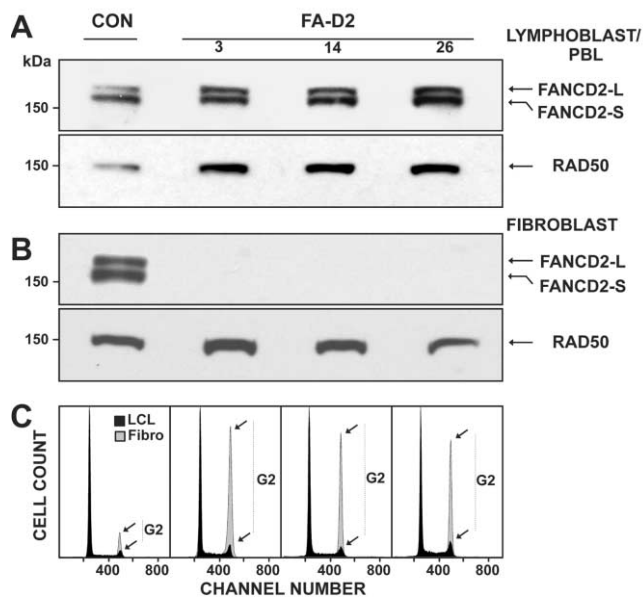 A
CON
FA-D2
3 14 26
LYMPHOBLAST/
PBL
kDa
FANCD2-L
150
FANCD2-S
150
RAD50
B
FIBROBLAST
FANCD2-L
150
FANCD2-S
150
RAD50
C
LCL
Fibro
CELL COUNT
G2 G2 G2 G2
400 800 400 800 400 800 400 800
CHANNEL NUMBER